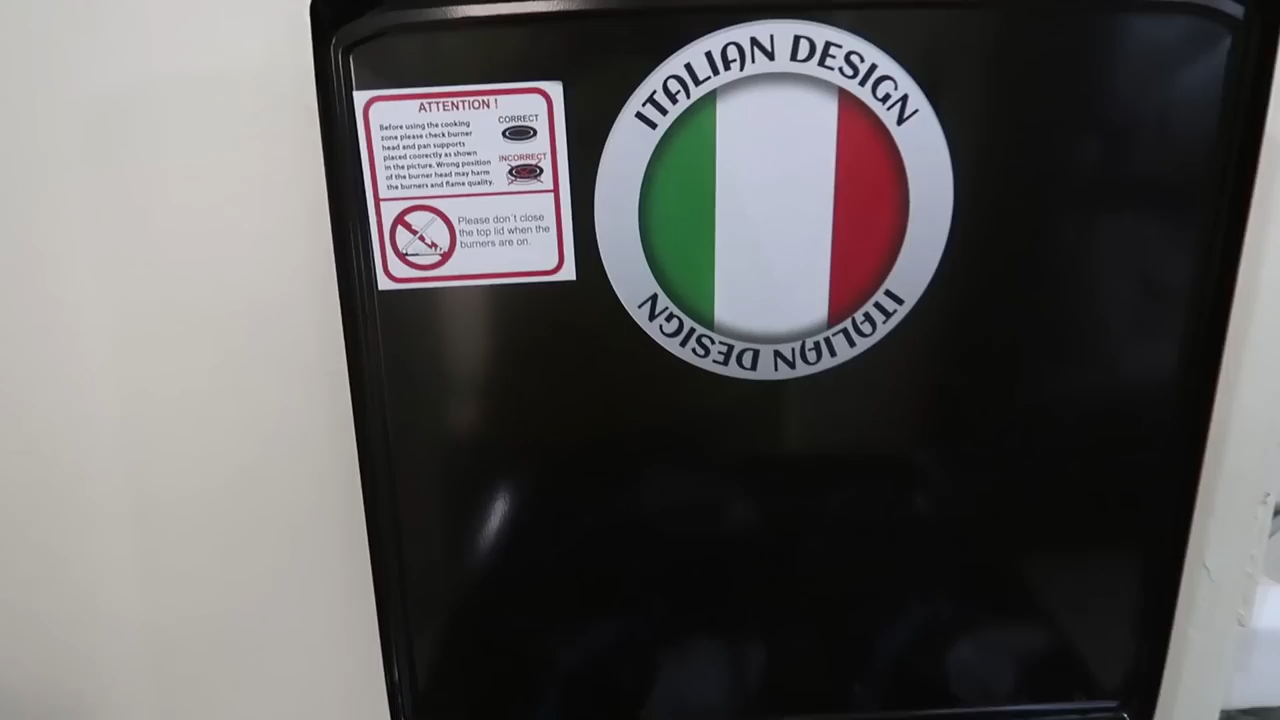 ATTENTION !
Before using the cooking
zone please check burner
head and pan supports
placed coorectly as shown
in the picture. Wrong position
of the burner head may harm
the burners and flame quality.
CORRECT
INCORRECT
Please don´t close
the top lid when the
burners are on.
ITALIAN DESIGN
ITALIAN DESIGN